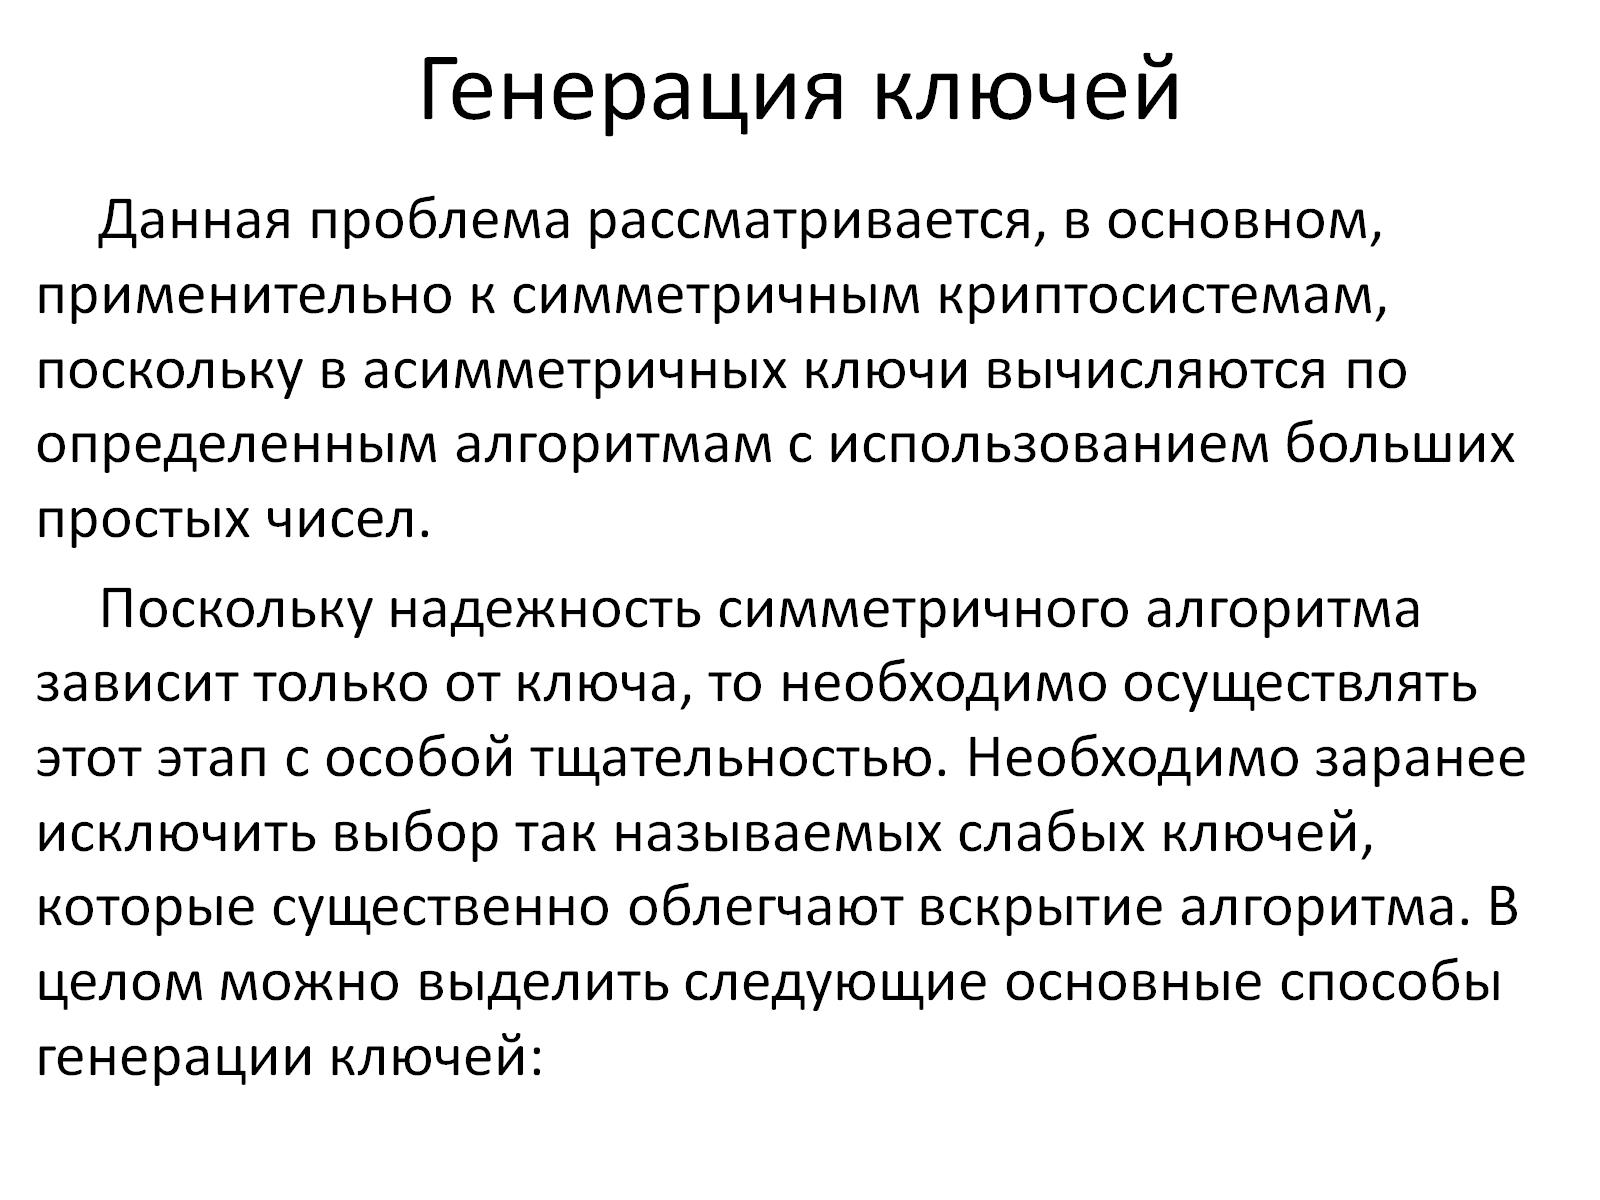 Генерация ключей
Данная проблема рассматривается, в основном,
применительно к симметричным криптосистемам,
поскольку в асимметричных ключи вычисляются по
определенным алгоритмам с использованием больших
простых чисел.
Поскольку надежность симметричного алгоритма
зависит только от ключа, то необходимо осуществлять
этот этап с особой тщательностью. Необходимо заранее
исключить выбор так называемых слабых ключей,
которые существенно облегчают вскрытие алгоритма. В
целом можно выделить следующие основные способы
генерации ключей: